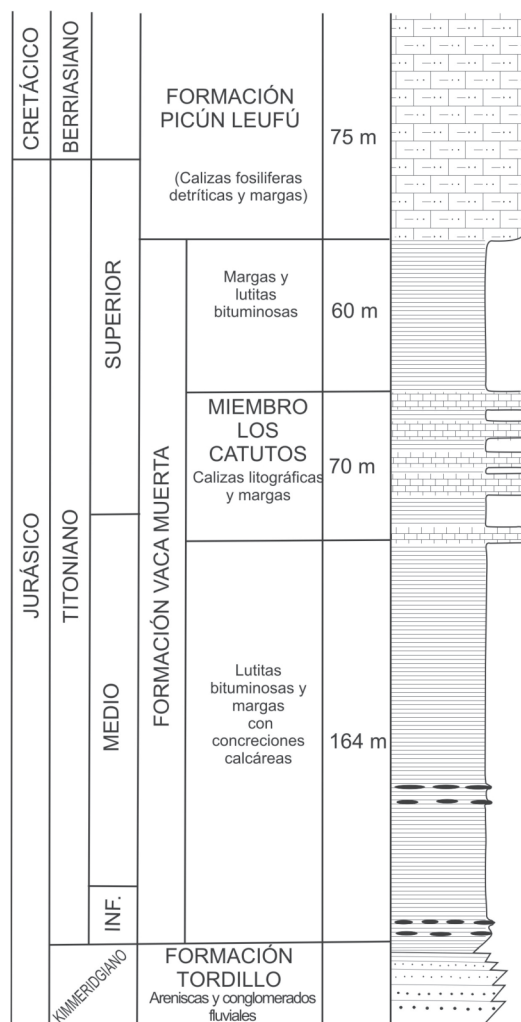 CRETÁCICO
BERRIASIANO
FORMACIÓN
PICÚN LEUFÚ
(Calizas fosiliferas
detríticas y margas)
75 m
JURÁSICO
TITONIANO
SUPERIOR
MEDIO
INF.
FORMACIÓN VACA MUERTA
Margas y
lutitas
bituminosas
60 m
MIEMBRO
LOS
CATUTOS
Calizas litográficas
y margas
70 m
Lutitas
bituminosas y
margas
con
concreciones
calcáreas
164 m
KIMMERIDGIANO
FORMACIÓN
TORDILLO
Areniscas y conglomerados
fluviales